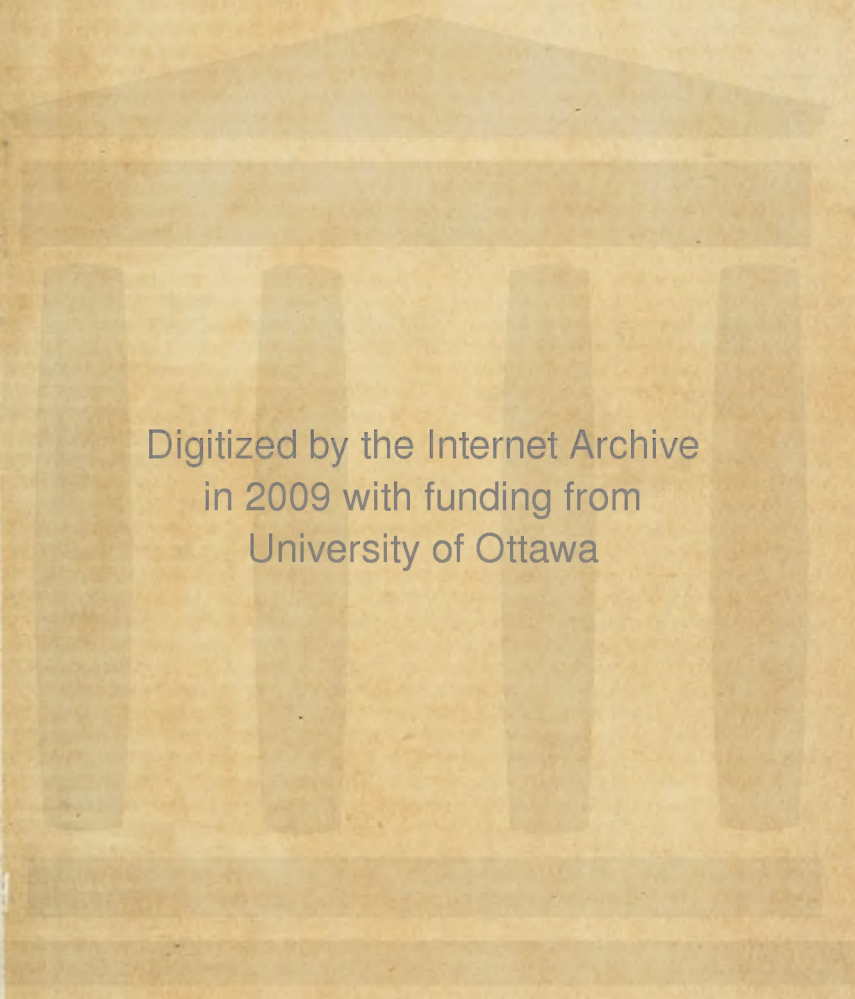 Digitized by the Internet Archive
in 2009 with funding from
University of Ottawa